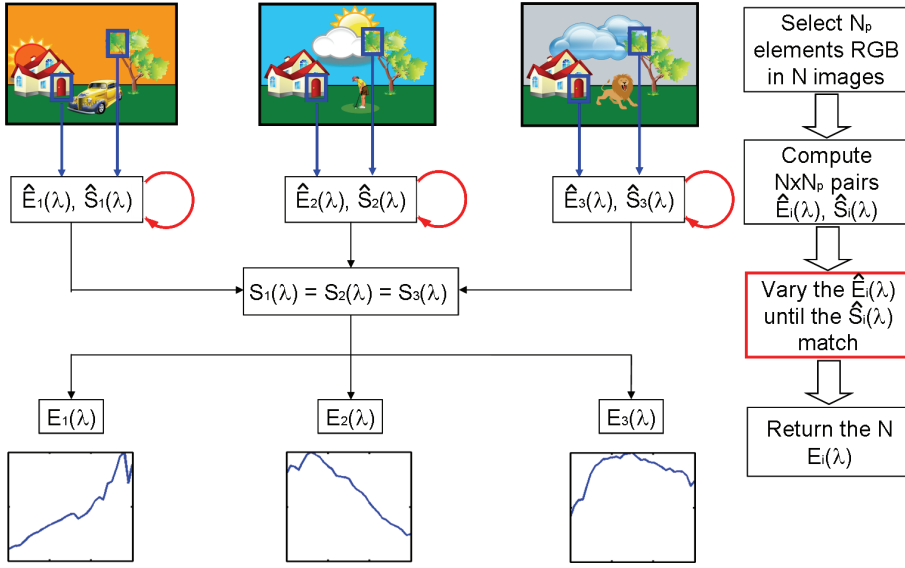 Select Nₚ
elements RGB
in N images
Ê₁(λ), Ŝ₁(λ)
Ê₂(λ), Ŝ₂(λ)
Ê₃(λ), Ŝ₃(λ)
Compute
NxNₚ pairs
Êᵢ(λ), Ŝᵢ(λ)
S₁(λ) = S₂(λ) = S₃(λ)
Vary the Êᵢ(λ)
until the Ŝᵢ(λ)
match
E₁(λ)
E₂(λ)
E₃(λ)
Return the N
Eᵢ(λ)